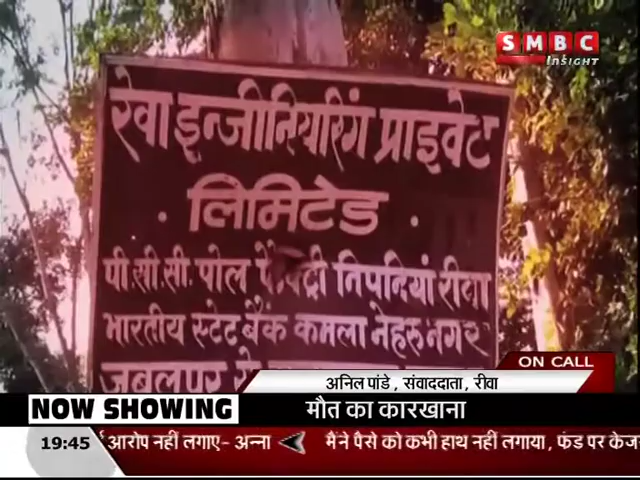 SMBC
INSIGHT
रेवा इन्जीनियरिंग प्राइवेट
लिमिटेड
पी.सी.सी. पोल फैक्ट्री निपनियां रीवा
भारतीय स्टेट बैंक कमला नेहरू नगर
जबलपुर से
ON CALL
अनिल पांडे, संवाददाता, रीवा
NOW SHOWING
मौत का कारखाना
19:45
आरोप नहीं लगाए- अन्ना
मैंने पैसे को कभी हाथ नहीं लगाया, फंड पर केज